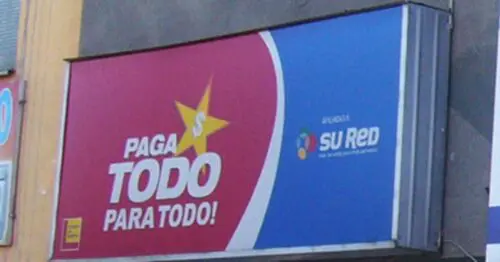 PAGA
TODO
PARA TODO!
$
SU RED